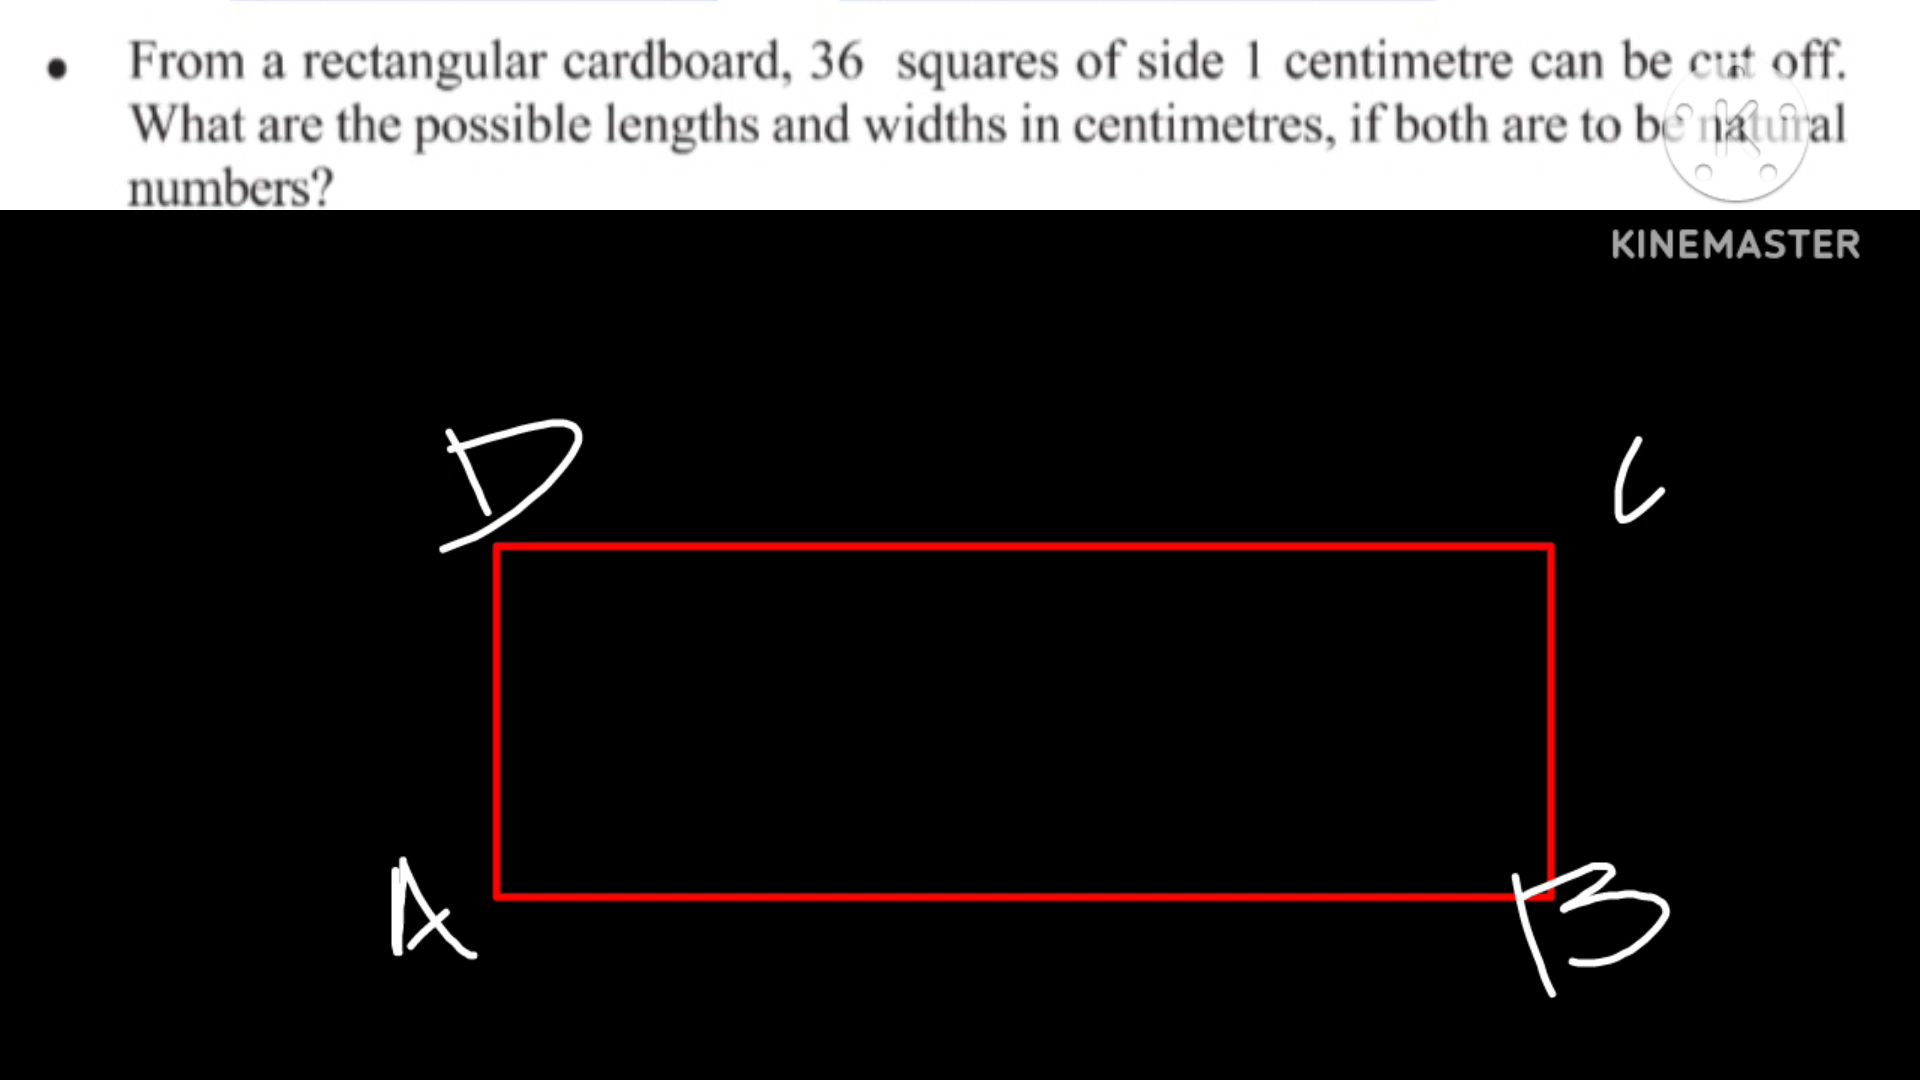 • From a rectangular cardboard, 36 squares of side 1 centimetre can be cut off.
What are the possible lengths and widths in centimetres, if both are to be natural
numbers?
KINEMASTER
D C
A B